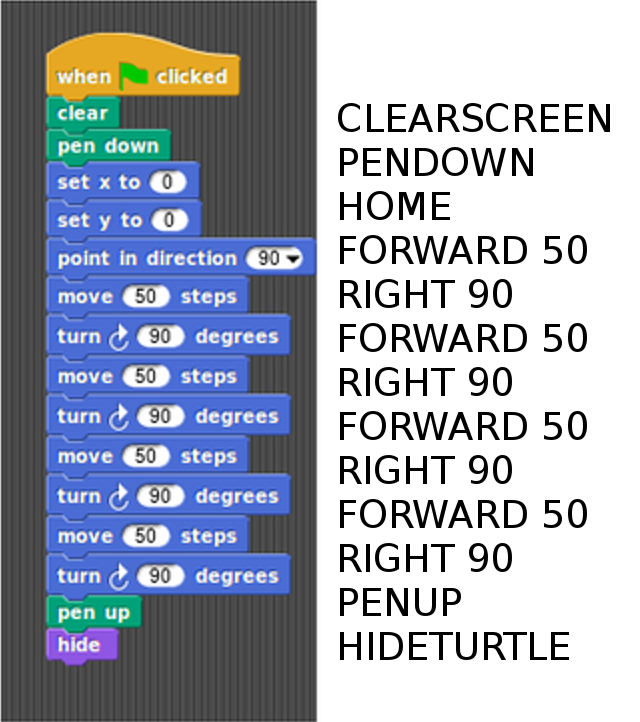 when clicked
clear
pen down
set x to 0
set y to 0
point in direction 90
move 50 steps
turn 90 degrees
move 50 steps
turn 90 degrees
move 50 steps
turn 90 degrees
move 50 steps
turn 90 degrees
pen up
hide
CLEARSCREEN
PENDOWN
HOME
FORWARD 50
RIGHT 90
FORWARD 50
RIGHT 90
FORWARD 50
RIGHT 90
FORWARD 50
RIGHT 90
PENUP
HIDETURTLE